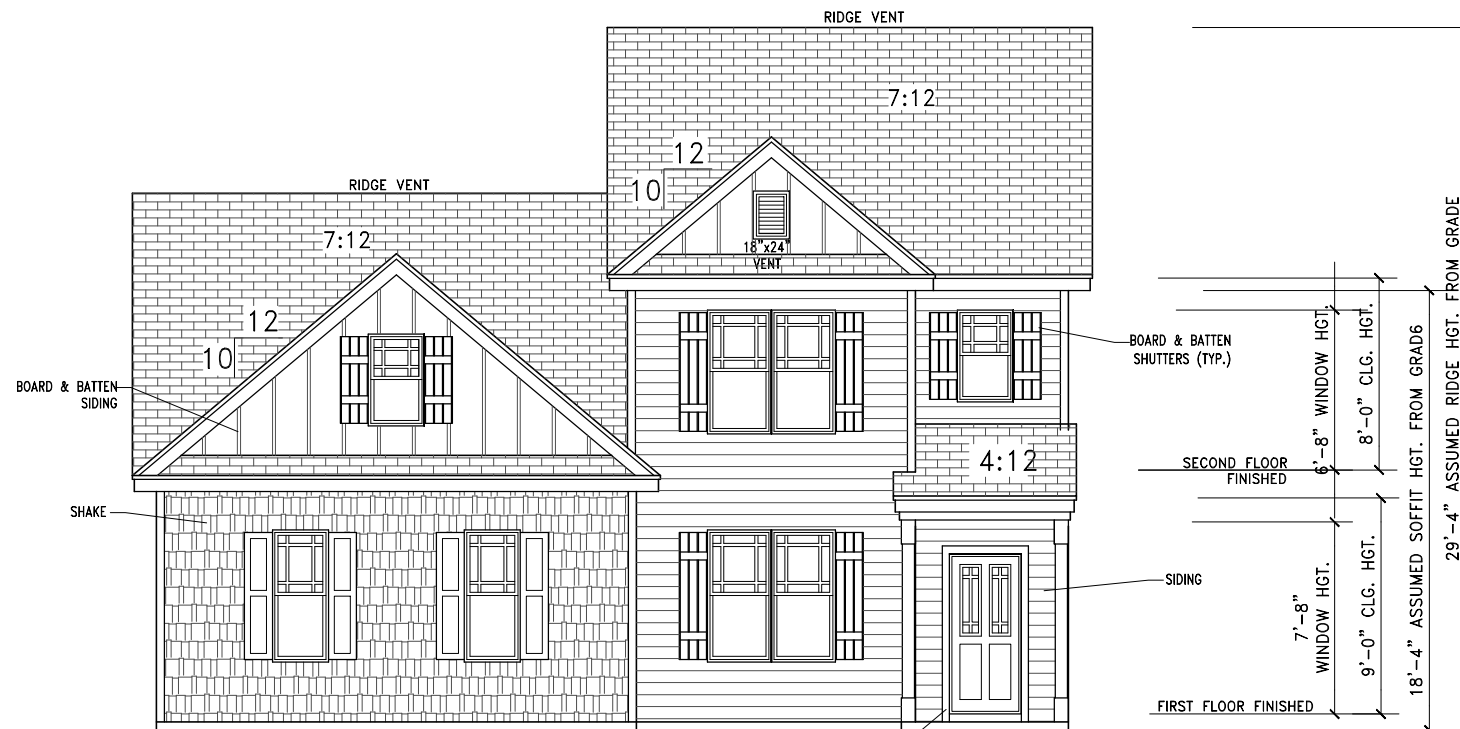 RIDGE VENT
7:12
12
10
RIDGE VENT
7:12
18"x24"
VENT
12
10
BOARD & BATTEN
SIDING
BOARD & BATTEN
SHUTTERS (TYP.)
4:12
SHAKE
SIDING
SECOND FLOOR
FINISHED
FIRST FLOOR FINISHED
6'-8" WINDOW HGT.
8'-0" CLG. HGT.
7'-8"
WINDOW HGT.
9'-0" CLG. HGT.
18'-4" ASSUMED SOFFIT HGT. FROM GRAD6
29'-4" ASSUMED RIDGE HGT. FROM GRADE